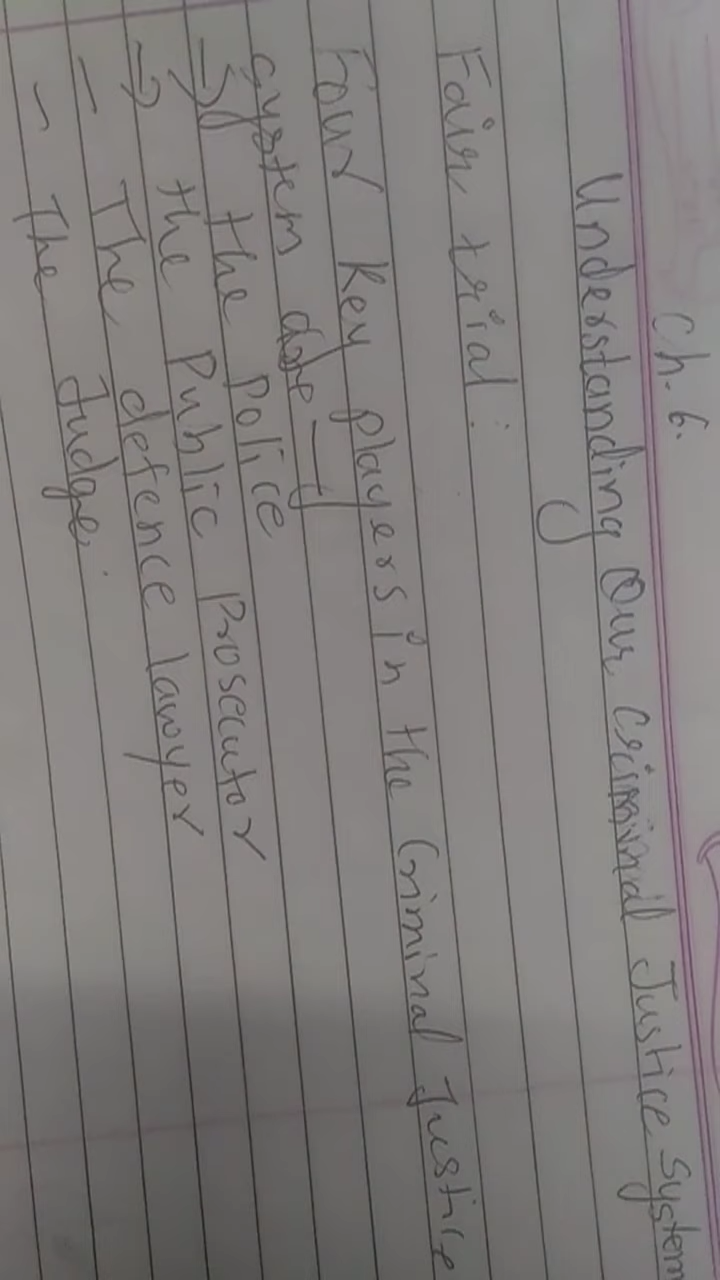 Ch. 6.
Understanding Our Criminal Justice System
Fair trial :
Four Key players in the Criminal Justice
System are –
→ the police
→ the Public Prosecutor
– The defence lawyer
– The Judge.